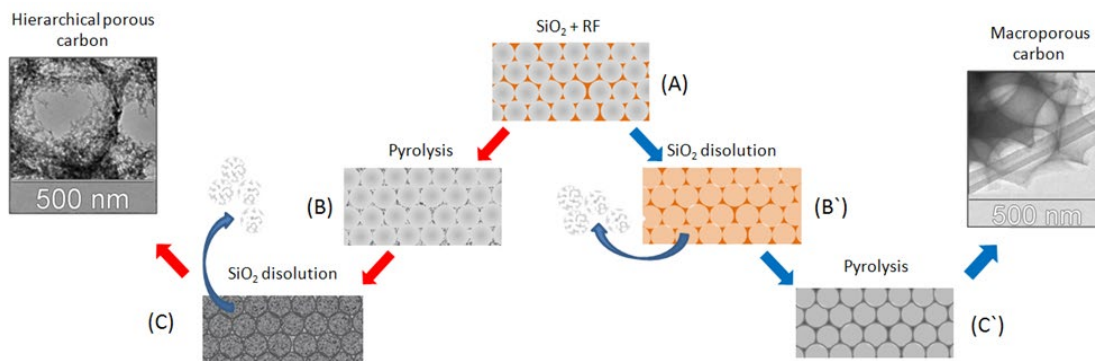 Hierarchical porous
carbon
500 nm
SiO₂ + RF
(A)
Macroporous
carbon
500 nm
Pyrolysis
(B)
SiO₂ disolution
(B`)
SiO₂ disolution
(C)
Pyrolysis
(C`)